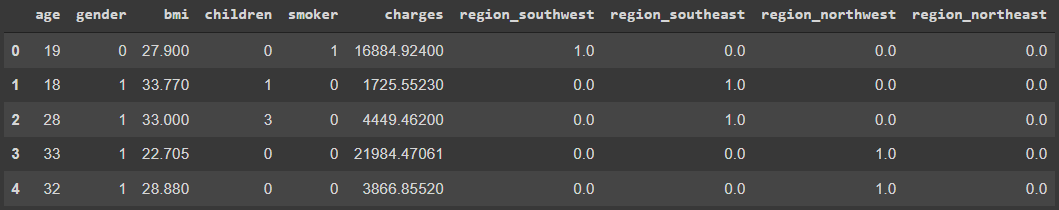 age gender bmi children smoker charges region_southwest region_southeast region_northwest region_northeast
0 19 0 27.900 0 1 16884.92400 1.0 0.0 0.0 0.0
1 18 1 33.770 1 0 1725.55230 0.0 1.0 0.0 0.0
2 28 1 33.000 3 0 4449.46200 0.0 1.0 0.0 0.0
3 33 1 22.705 0 0 21984.47061 0.0 0.0 1.0 0.0
4 32 1 28.880 0 0 3866.85520 0.0 0.0 1.0 0.0